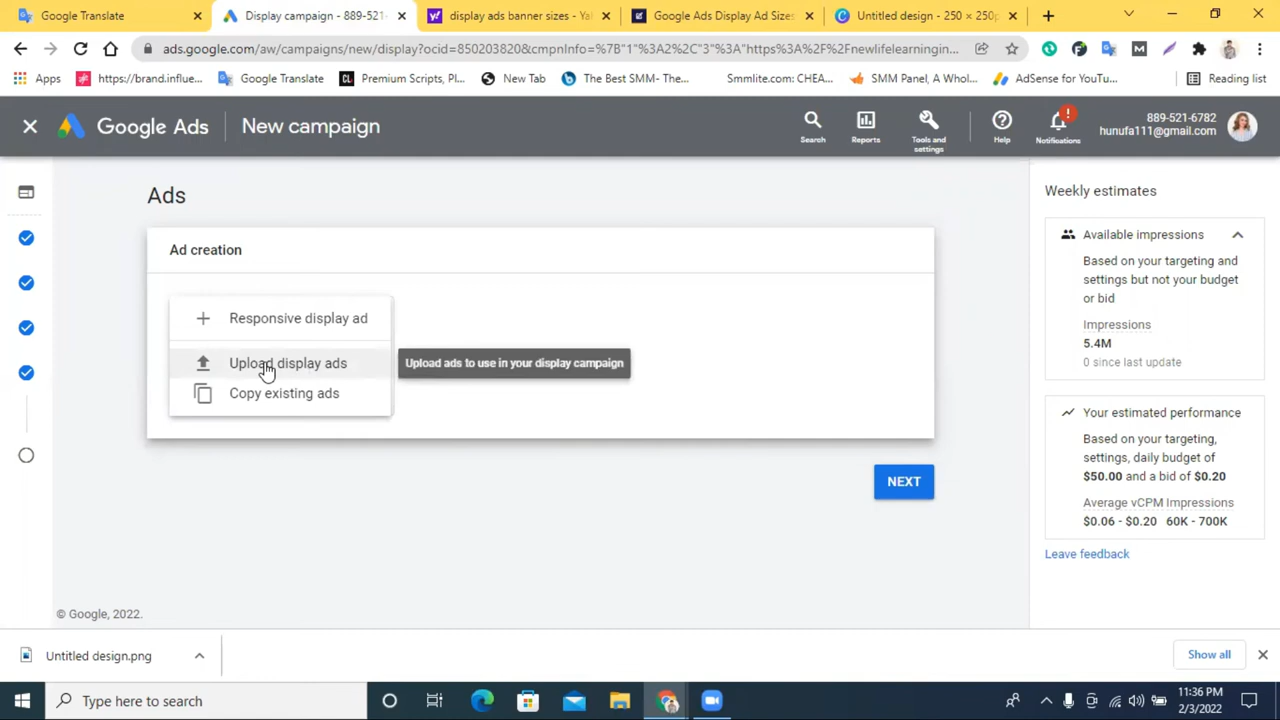 Google Translate
Display campaign - 889-521-
display ads banner sizes - Ya
Google Ads Display Ad Sizes
Untitled design - 250 × 250p
ads.google.com/aw/campaigns/new/display?ocid=850203820&cmpnInfo=%7B"1"%3A2%2C"3"%3A"https%3A%2F%2Fnewlifelearningin...
Apps
https://brand.influe...
Google Translate
Premium Scripts, Pl...
New Tab
The Best SMM- The...
Smmlite.com: CHEA...
SMM Panel, A Whol...
AdSense for YouTu...
Reading list
Google Ads
New campaign
Search
Reports
Tools and
settings
Help
Notifications
889-521-6782
hunufa111@gmail.com
Ads
Ad creation
Responsive display ad
Upload display ads
Upload ads to use in your display campaign
Copy existing ads
NEXT
© Google, 2022.
Weekly estimates
Available impressions
Based on your targeting and
settings but not your budget
or bid
Impressions
5.4M
0 since last update
Your estimated performance
Based on your targeting,
settings, daily budget of
$50.00 and a bid of $0.20
Average vCPM Impressions
$0.06 - $0.20 60K - 700K
Leave feedback
Untitled design.png
Show all
Type here to search
11:36 PM
2/3/2022